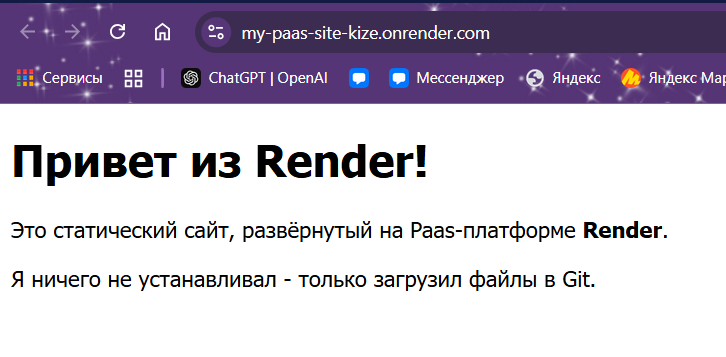 my-paas-site-kize.onrender.com
Сервисы ChatGPT | OpenAI Мессенджер Яндекс Яндекс Мар
Привет из Render!
Это статический сайт, развёрнутый на Paas-платформе Render.
Я ничего не устанавливал - только загрузил файлы в Git.